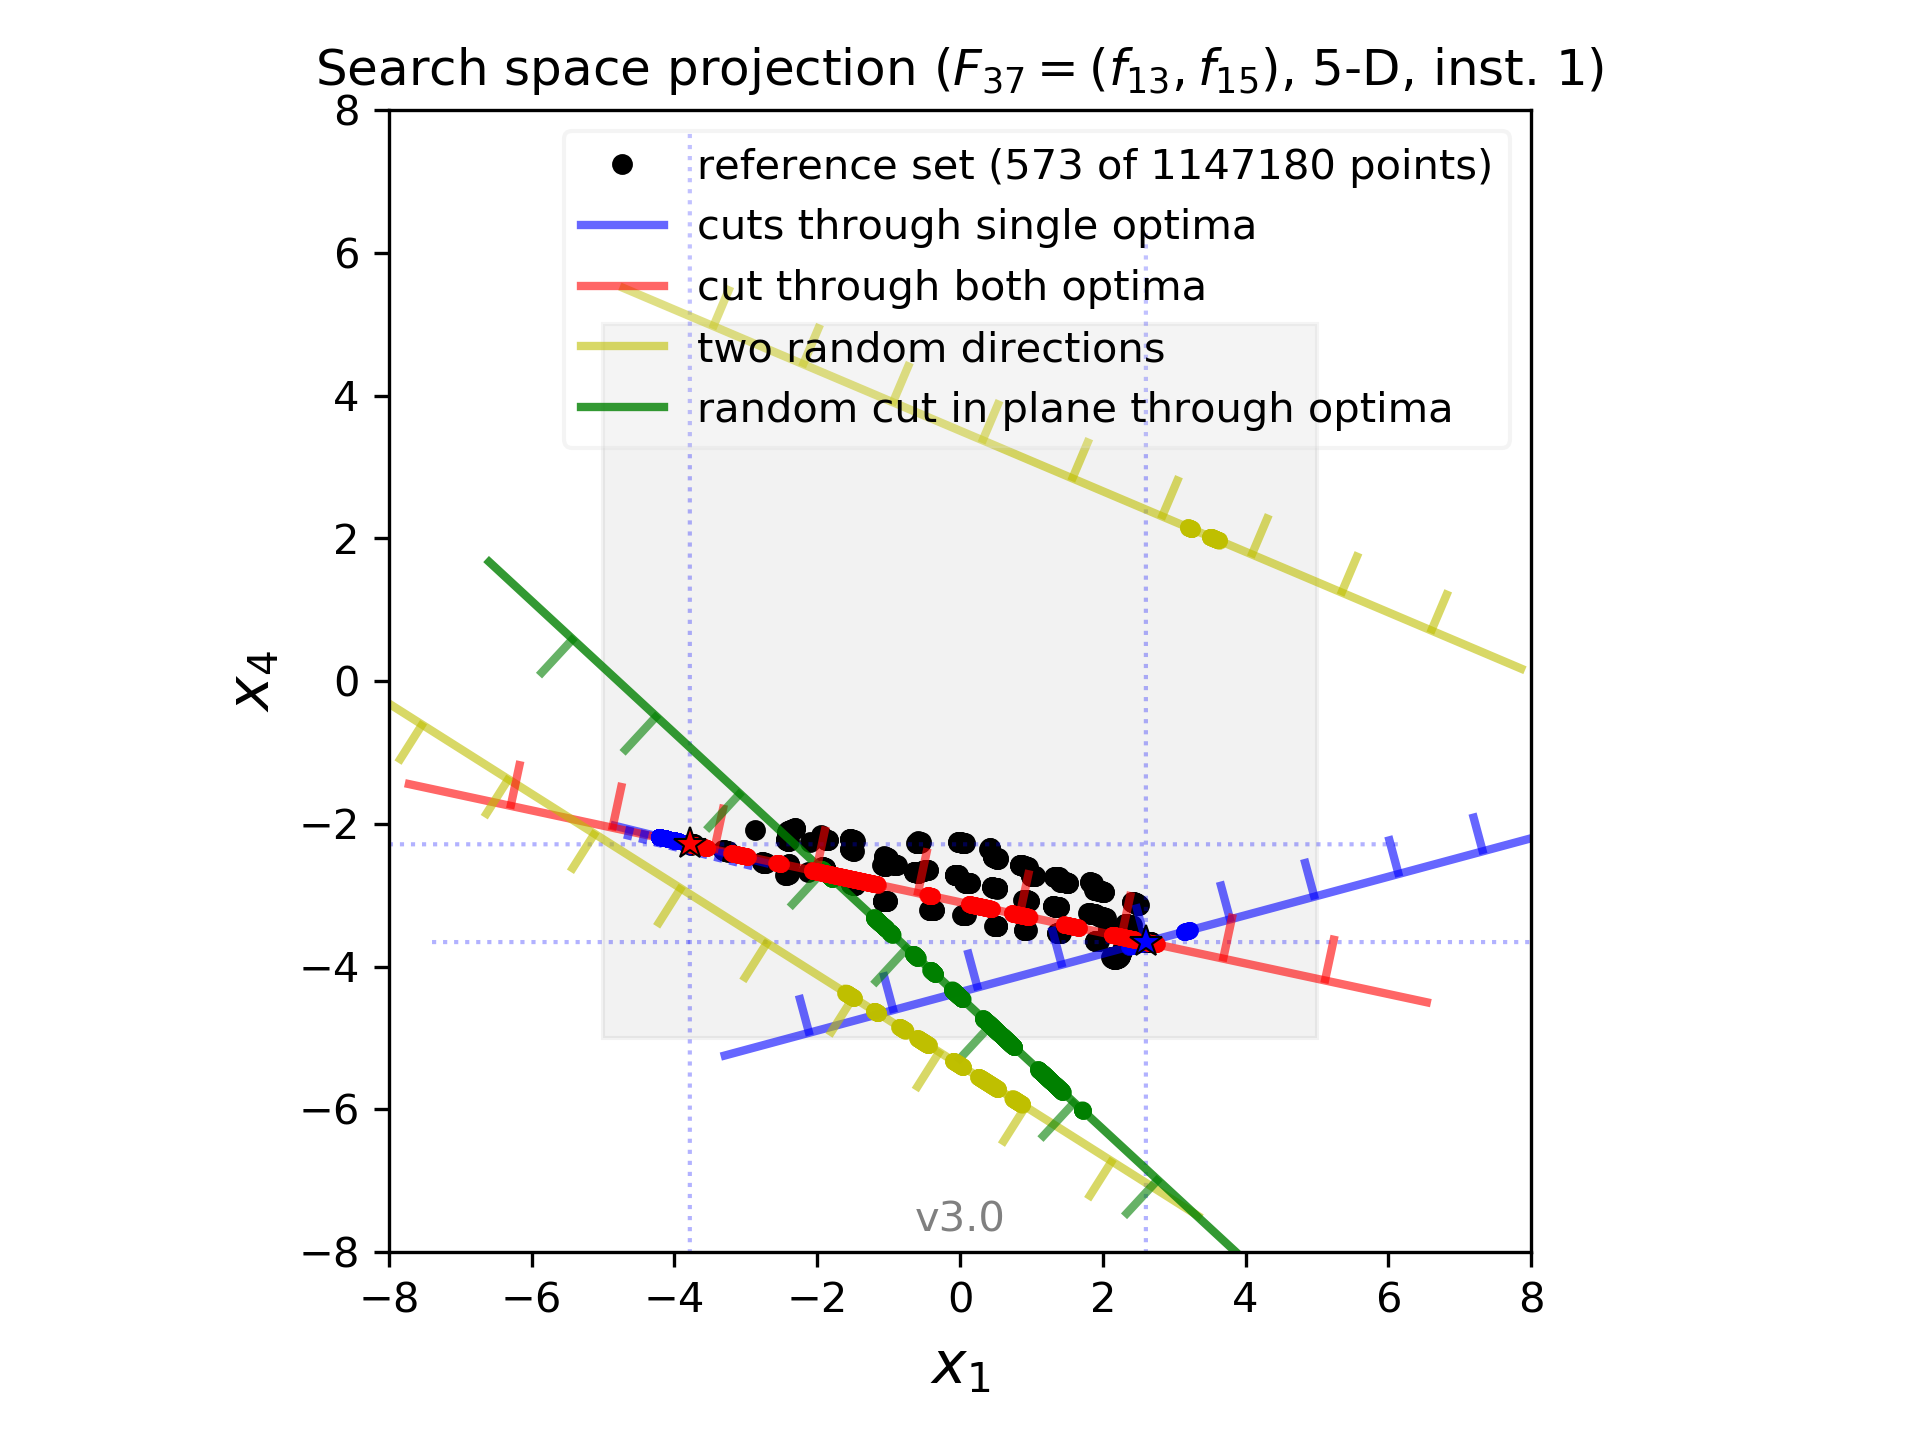 Search space projection (F37 = (f13, f15), 5-D, inst. 1)
reference set (573 of 1147180 points)
cuts through single optima
cut through both optima
two random directions
random cut in plane through optima
8
6
4
2
0
−2
−4
−6
−8
x4
v3.0
−8 −6 −4 −2 0 2 4 6 8
x1